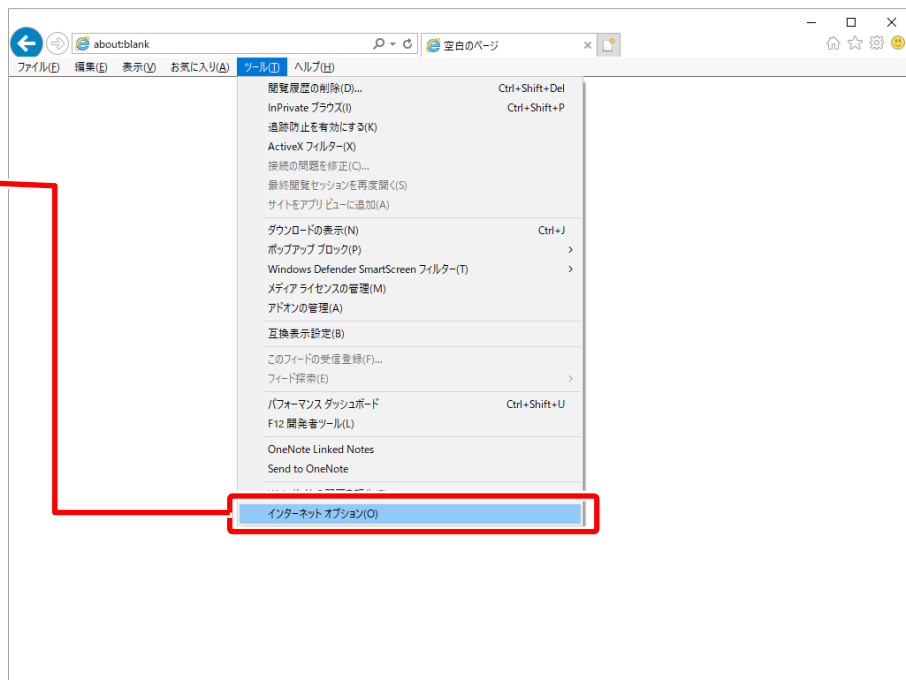 about:blank
空白のページ
ファイル(F) 編集(E) 表示(V) お気に入り(A) ツール(T) ヘルプ(H)
閲覧履歴の削除(D)... Ctrl+Shift+Del
InPrivate ブラウズ(I) Ctrl+Shift+P
追跡防止を有効にする(K)
ActiveX フィルター(X)
接続の問題を修正(C)...
最終閲覧セッションを再度開く(S)
サイトをアプリ ビューに追加(A)
ダウンロードの表示(N) Ctrl+J
ポップアップ ブロック(P)
Windows Defender SmartScreen フィルター(T)
メディア ライセンスの管理(M)
アドオンの管理(A)
互換表示設定(B)
このフィードの受信登録(F)...
フィード探索(E)
パフォーマンス ダッシュボード Ctrl+Shift+U
F12 開発者ツール(L)
OneNote Linked Notes
Send to OneNote
インターネット オプション(O)